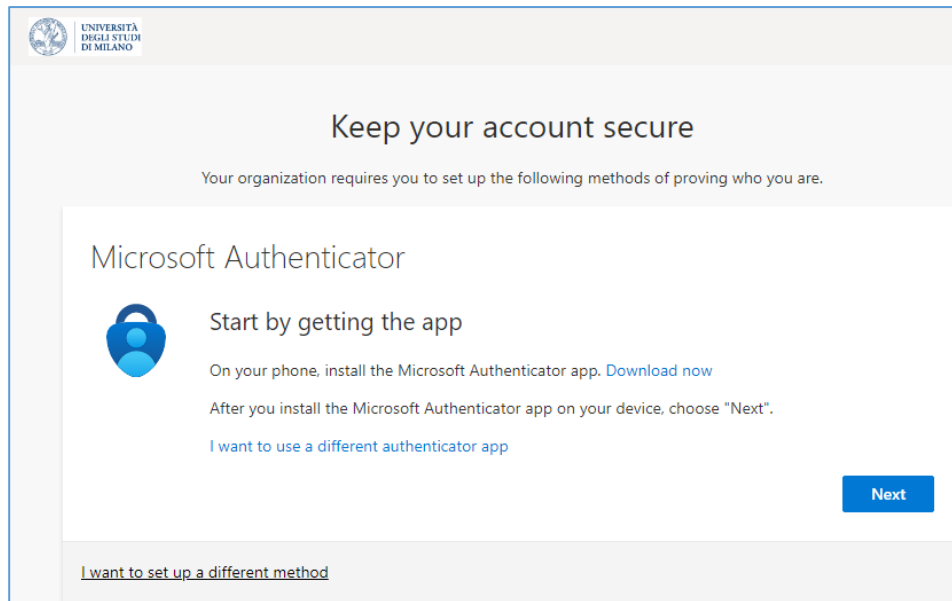 UNIVERSITÀ
DEGLI STUDI
DI MILANO
Keep your account secure
Your organization requires you to set up the following methods of proving who you are.
Microsoft Authenticator
Start by getting the app
On your phone, install the Microsoft Authenticator app. Download now
After you install the Microsoft Authenticator app on your device, choose "Next".
I want to use a different authenticator app
Next
I want to set up a different method